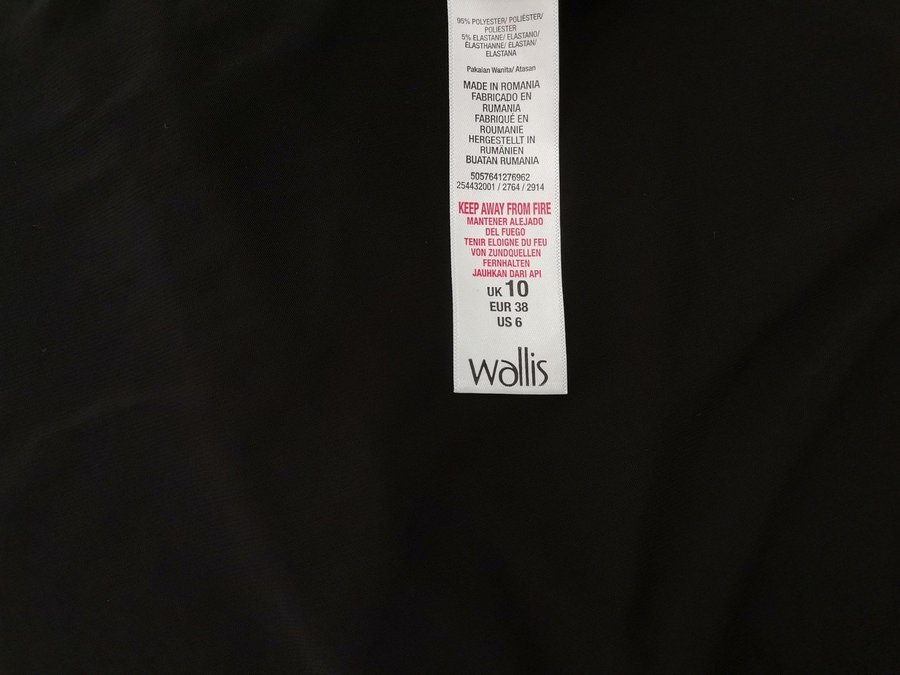 95% POLYESTER/ POLIÉSTER/
POLIESTER
5% ELASTANE/ ELASTANO/
ÉLASTHANNE/ ELASTAN/
ELASTANA
Pakaian Wanita/ Atasan
MADE IN ROMANIA
FABRICADO EN
RUMANIA
FABRIQUÉ EN
ROUMANIE
HERGESTELLT IN
RUMÄNIEN
BUATAN RUMANIA
5057641276962
254432001 / 2764 / 2914
KEEP AWAY FROM FIRE
MANTENER ALEJADO
DEL FUEGO
TENIR ELOIGNE DU FEU
VON ZUNDQUELLEN
FERNHALTEN
JAUHKAN DARI API
UK 10
EUR 38
US 6
wallis